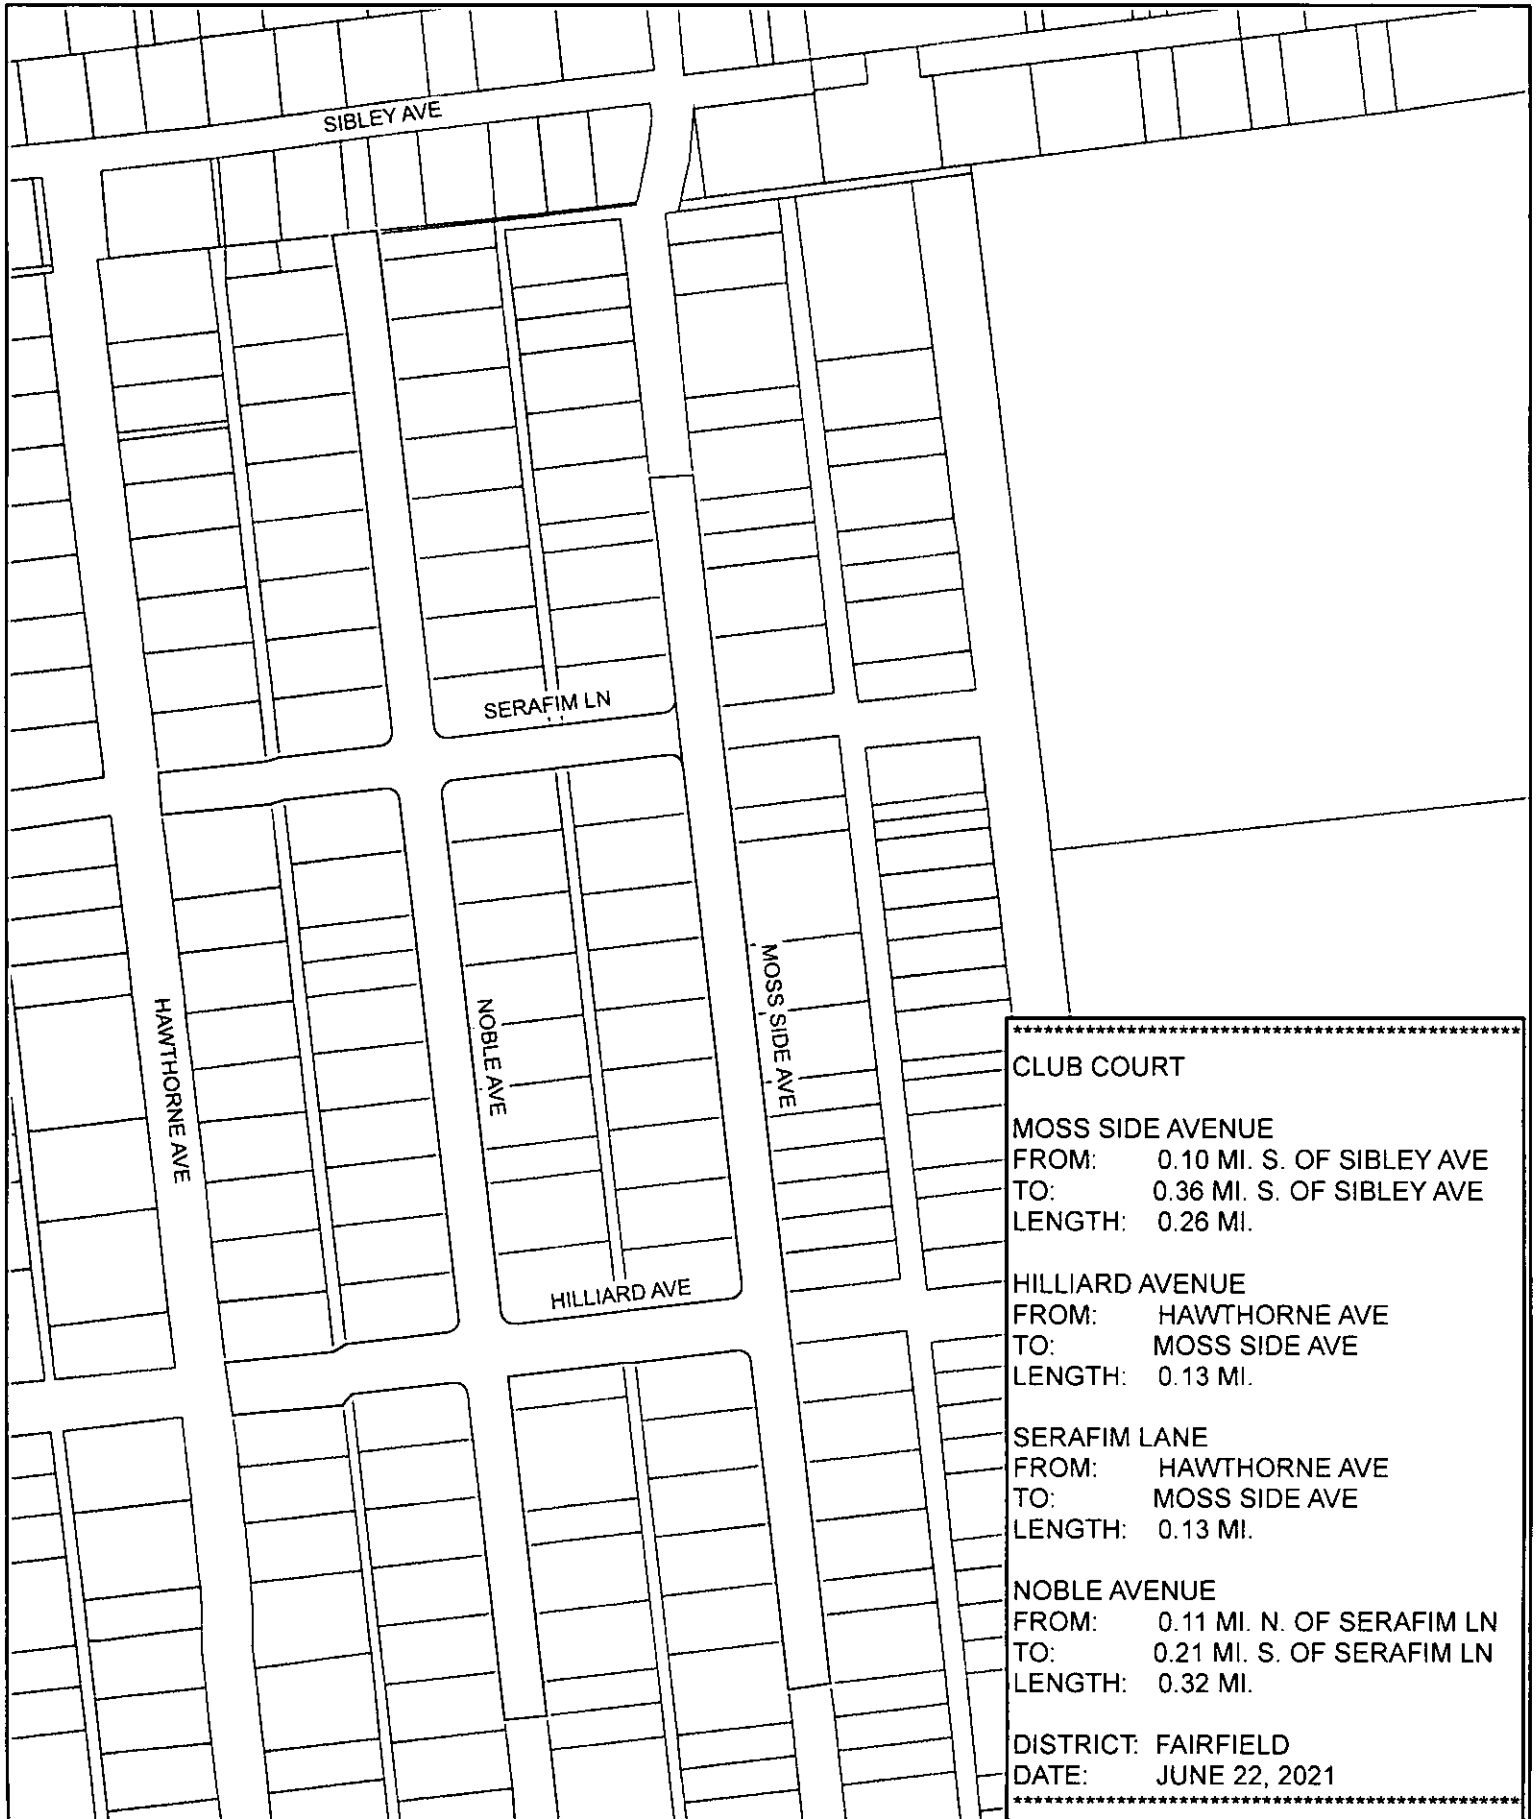 SIBLEY AVE
SERAFIM LN
HAWTHORNE AVE
NOBLE AVE
MOSS SIDE AVE
HILLIARD AVE
CLUB COURT
MOSS SIDE AVENUE
FROM: 0.10 MI. S. OF SIBLEY AVE
TO: 0.36 MI. S. OF SIBLEY AVE
LENGTH: 0.26 MI.
HILLIARD AVENUE
FROM: HAWTHORNE AVE
TO: MOSS SIDE AVE
LENGTH: 0.13 MI.
SERAFIM LANE
FROM: HAWTHORNE AVE
TO: MOSS SIDE AVE
LENGTH: 0.13 MI.
NOBLE AVENUE
FROM: 0.11 MI. N. OF SERAFIM LN
TO: 0.21 MI. S. OF SERAFIM LN
LENGTH: 0.32 MI.
DISTRICT: FAIRFIELD
DATE: JUNE 22, 2021